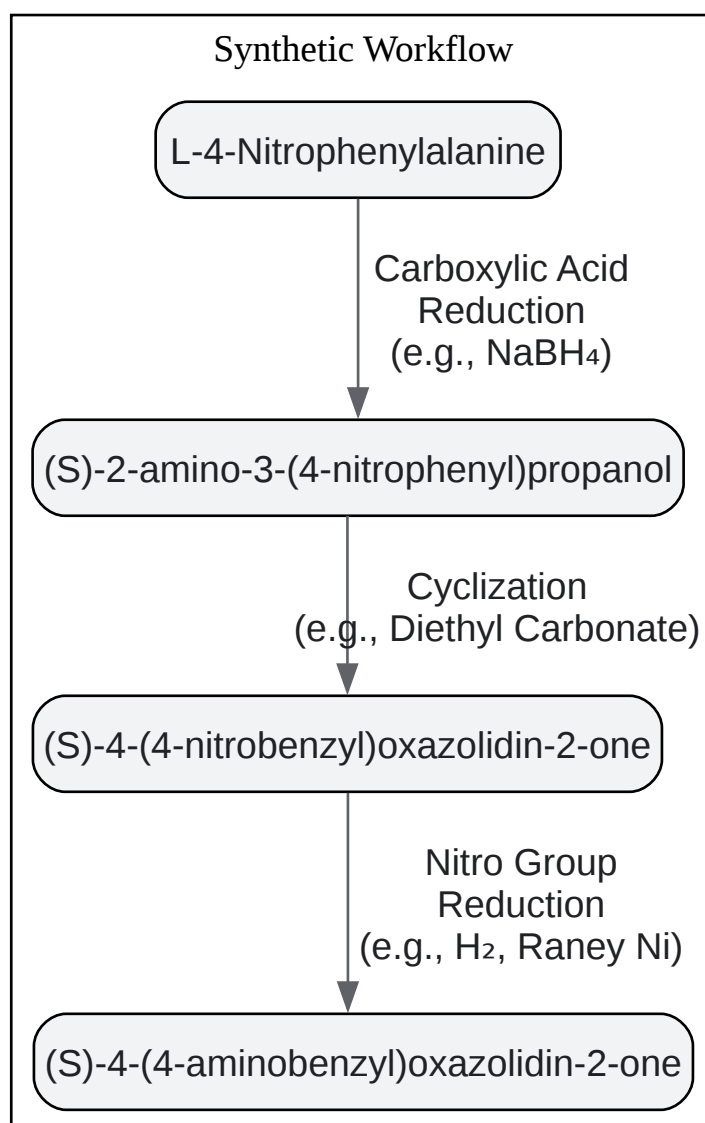 Synthetic Workflow
L-4-Nitrophenylalanine
Carboxylic Acid
Reduction
(e.g., NaBH₄)
(S)-2-amino-3-(4-nitrophenyl)propanol
Cyclization
(e.g., Diethyl Carbonate)
(S)-4-(4-nitrobenzyl)oxazolidin-2-one
Nitro Group
Reduction
(e.g., H₂, Raney Ni)
(S)-4-(4-aminobenzyl)oxazolidin-2-one